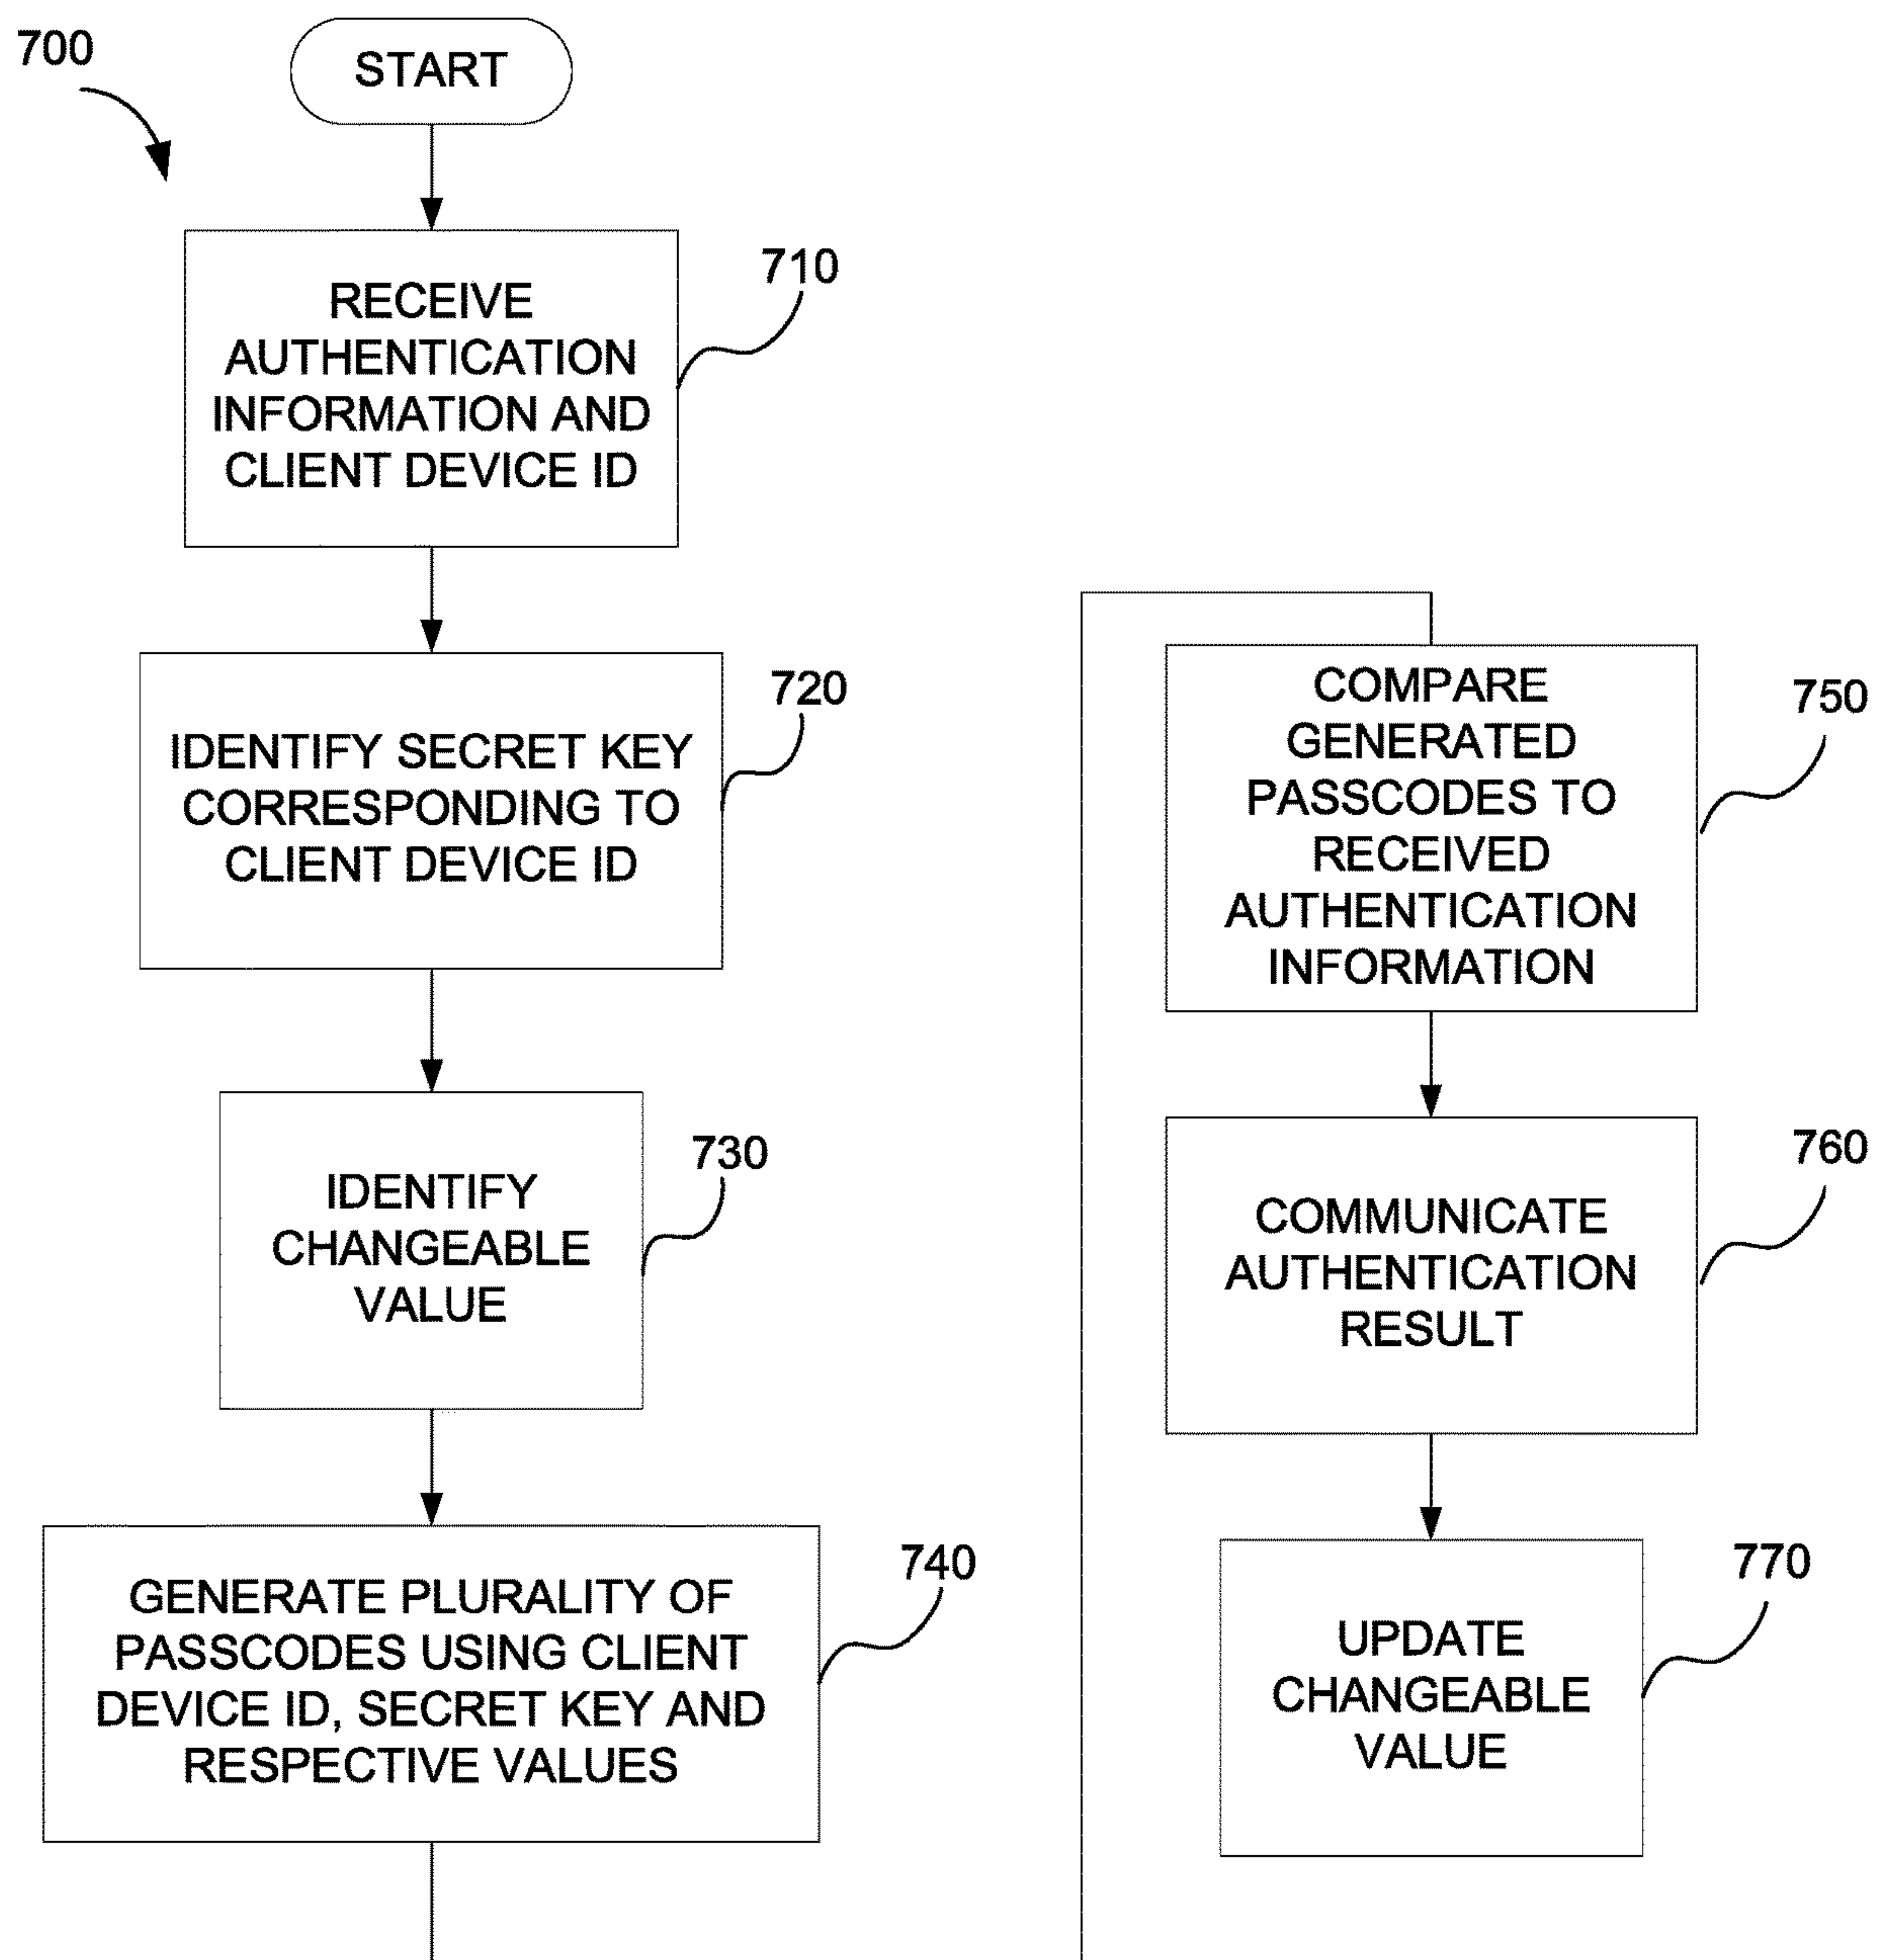 700
START
710
RECEIVE
AUTHENTICATION
INFORMATION AND
CLIENT DEVICE ID
720
IDENTIFY SECRET KEY
CORRESPONDING TO
CLIENT DEVICE ID
730
IDENTIFY
CHANGEABLE
VALUE
740
GENERATE PLURALITY OF
PASSCODES USING CLIENT
DEVICE ID, SECRET KEY AND
RESPECTIVE VALUES
750
COMPARE
GENERATED
PASSCODES TO
RECEIVED
AUTHENTICATION
INFORMATION
760
COMMUNICATE
AUTHENTICATION
RESULT
770
UPDATE
CHANGEABLE
VALUE